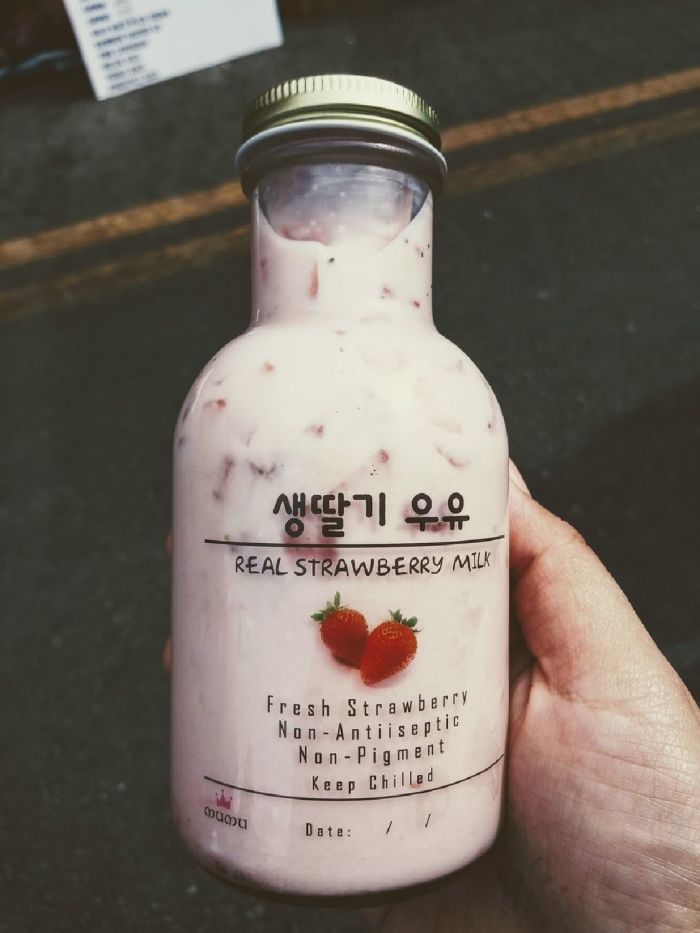 생딸기 우유
REAL STRAWBERRY MILK
Fresh Strawberry
Non-Antiiseptic
Non-Pigment
Keep Chilled
mumu
Date: / /